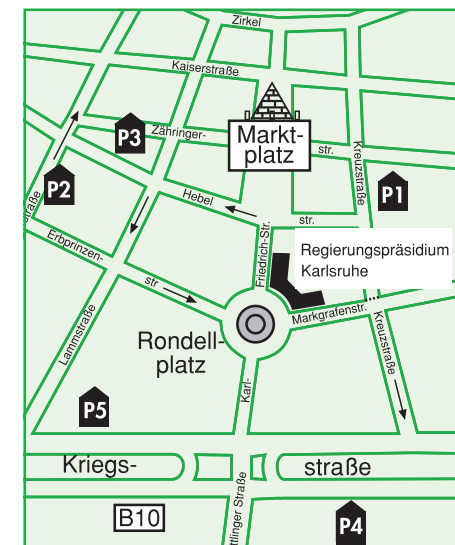 Zirkel
Kaiserstraße
P3
Zähringer-
Markt-
platz
str.
Kreuzstraße
P2
straße
P1
Hebel
str.
Friedrich-Str.
Regierungspräsidium
Karlsruhe
Erbprinzen-
str
Markgrafenstr.
Lammstraße
Rondell-
platz
Kreuzstraße
Karl-
P5
Kriegs-
straße
ttlinger Straße
B10
P4